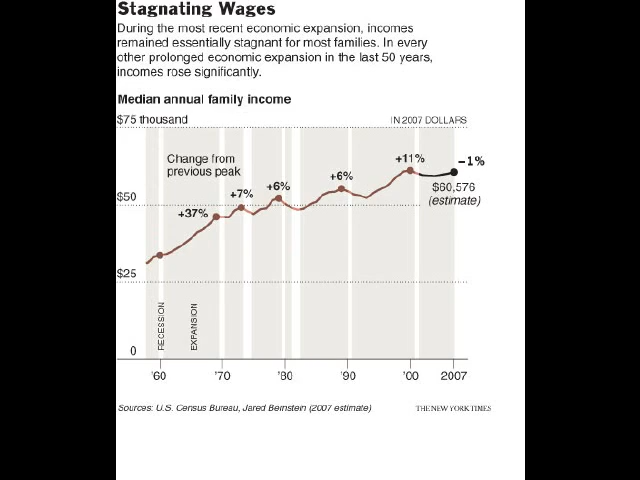 Stagnating Wages
During the most recent economic expansion, incomes
remained essentially stagnant for most families. In every
other prolonged economic expansion in the last 50 years,
incomes rose significantly.
Median annual family income
$75 thousand
IN 2007 DOLLARS
Change from
previous peak
+37%
+7%
+6%
+6%
+11%
–1%
$60,576
(estimate)
$50
$25
RECESSION
EXPANSION
0
'60
'70
'80
'90
'00
2007
Sources: U.S. Census Bureau, Jared Bernstein (2007 estimate)
THE NEW YORK TIMES